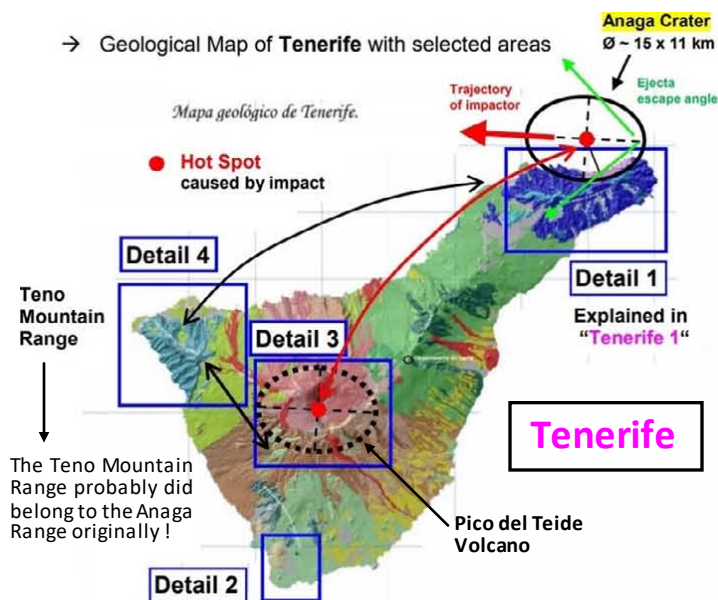 → Geological Map of Tenerife with selected areas
Anaga Crater
Ø ~ 15 x 11 km
Trajectory
of impactor
Ejecta
escape angle
Mapa geológico de Tenerife.
Hot Spot
caused by impact
Detail 4
Detail 1
Explained in
“Tenerife 1“
Teno
Mountain
Range
Detail 3
Tenerife
The Teno Mountain
Range probably did
belong to the Anaga
Range originally !
Pico del Teide
Volcano
Detail 2